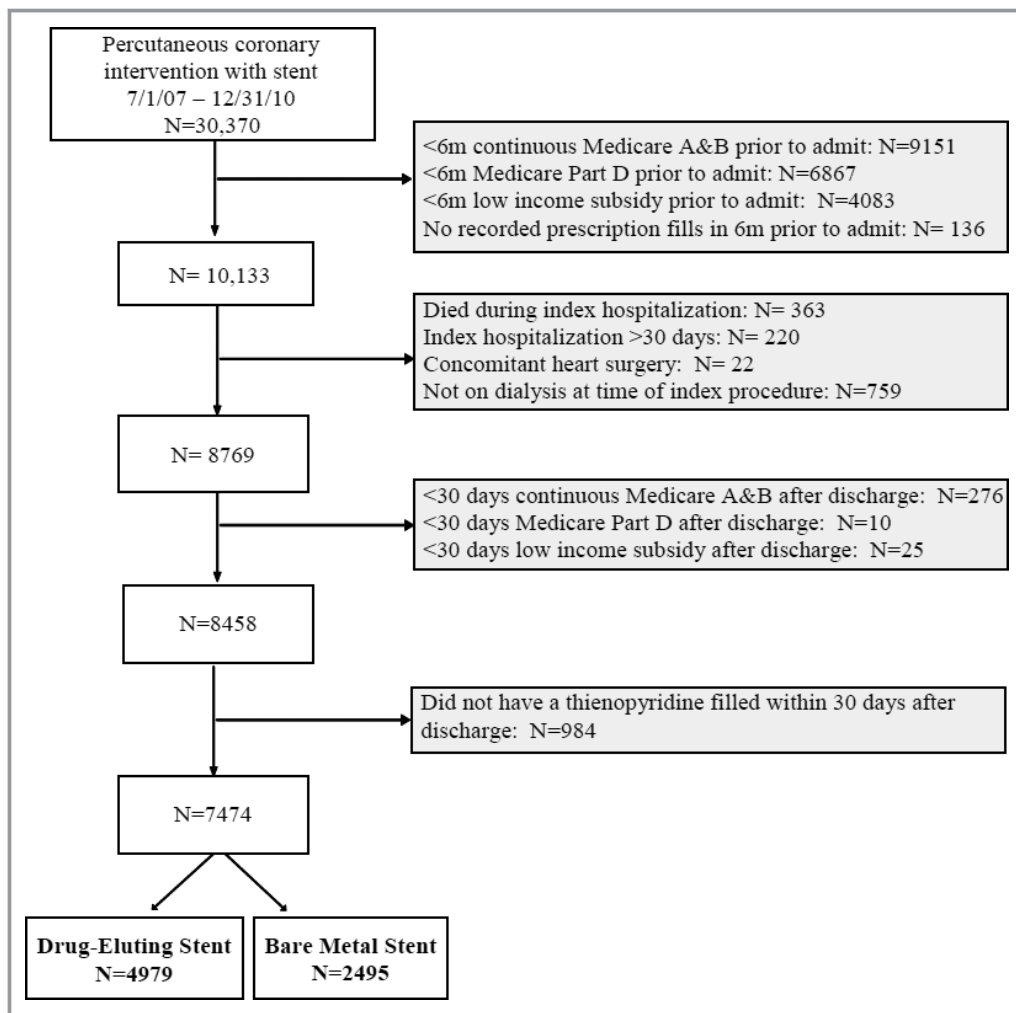 Percutaneous coronary
intervention with stent
7/1/07 – 12/31/10
N=30,370
<6m continuous Medicare A&B prior to admit: N=9151
<6m Medicare Part D prior to admit: N=6867
<6m low income subsidy prior to admit: N=4083
No recorded prescription fills in 6m prior to admit: N= 136
N= 10,133
Died during index hospitalization: N= 363
Index hospitalization >30 days: N= 220
Concomitant heart surgery: N= 22
Not on dialysis at time of index procedure: N=759
N= 8769
<30 days continuous Medicare A&B after discharge: N=276
<30 days Medicare Part D after discharge: N=10
<30 days low income subsidy after discharge: N=25
N=8458
Did not have a thienopyridine filled within 30 days after
discharge: N=984
N=7474
Drug-Eluting Stent
N=4979
Bare Metal Stent
N=2495